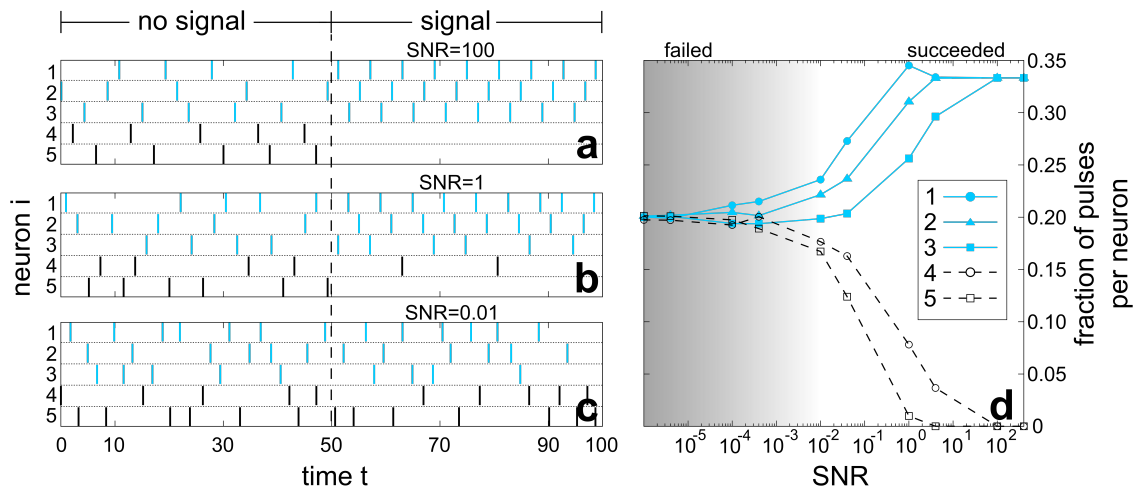 no signal
signal
SNR=100
1
2
3
4
5
a
SNR=1
1
2
3
4
5
b
SNR=0.01
1
2
3
4
5
c
neuron i
0
10
30
50
70
90
100
time t
failed
succeeded
0.35
0.30
0.25
0.20
0.15
0.10
0.05
0
1
2
3
4
5
d
10⁻⁵
10⁻⁴
10⁻³
10⁻²
10⁻¹
10⁰
10¹
10²
SNR
fraction of pulses
per neuron